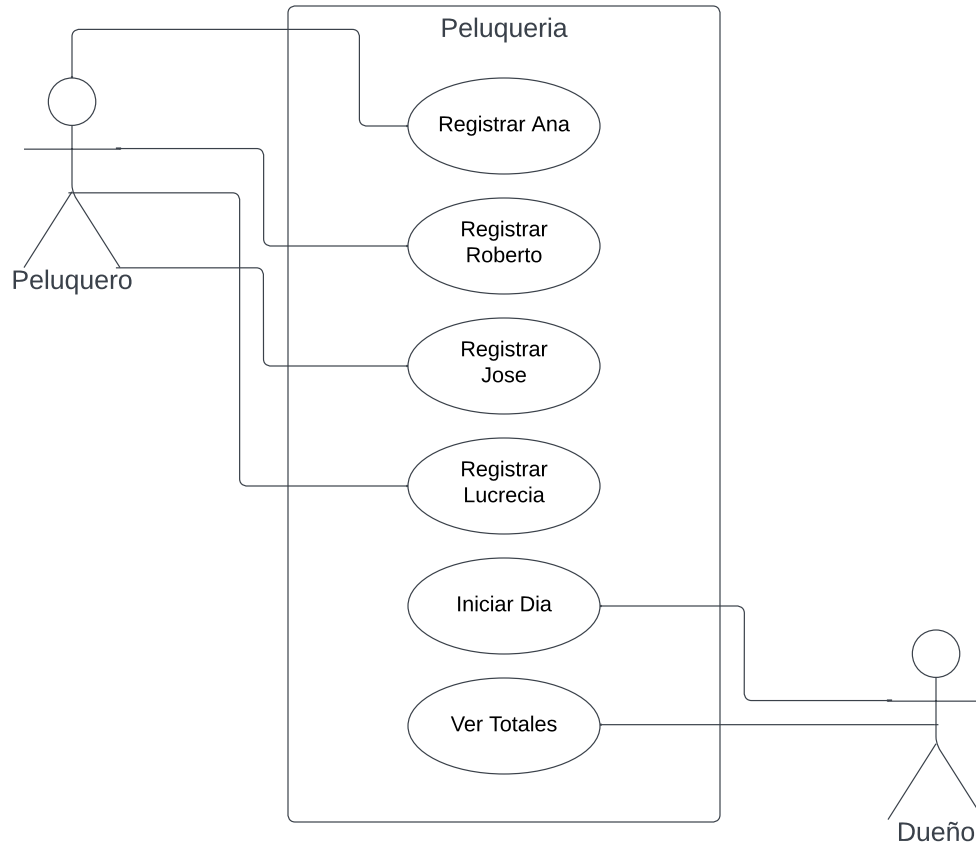 Peluqueria
Registrar Ana
Registrar
Roberto
Peluquero
Registrar
Jose
Registrar
Lucrecia
Iniciar Dia
Ver Totales
Dueño